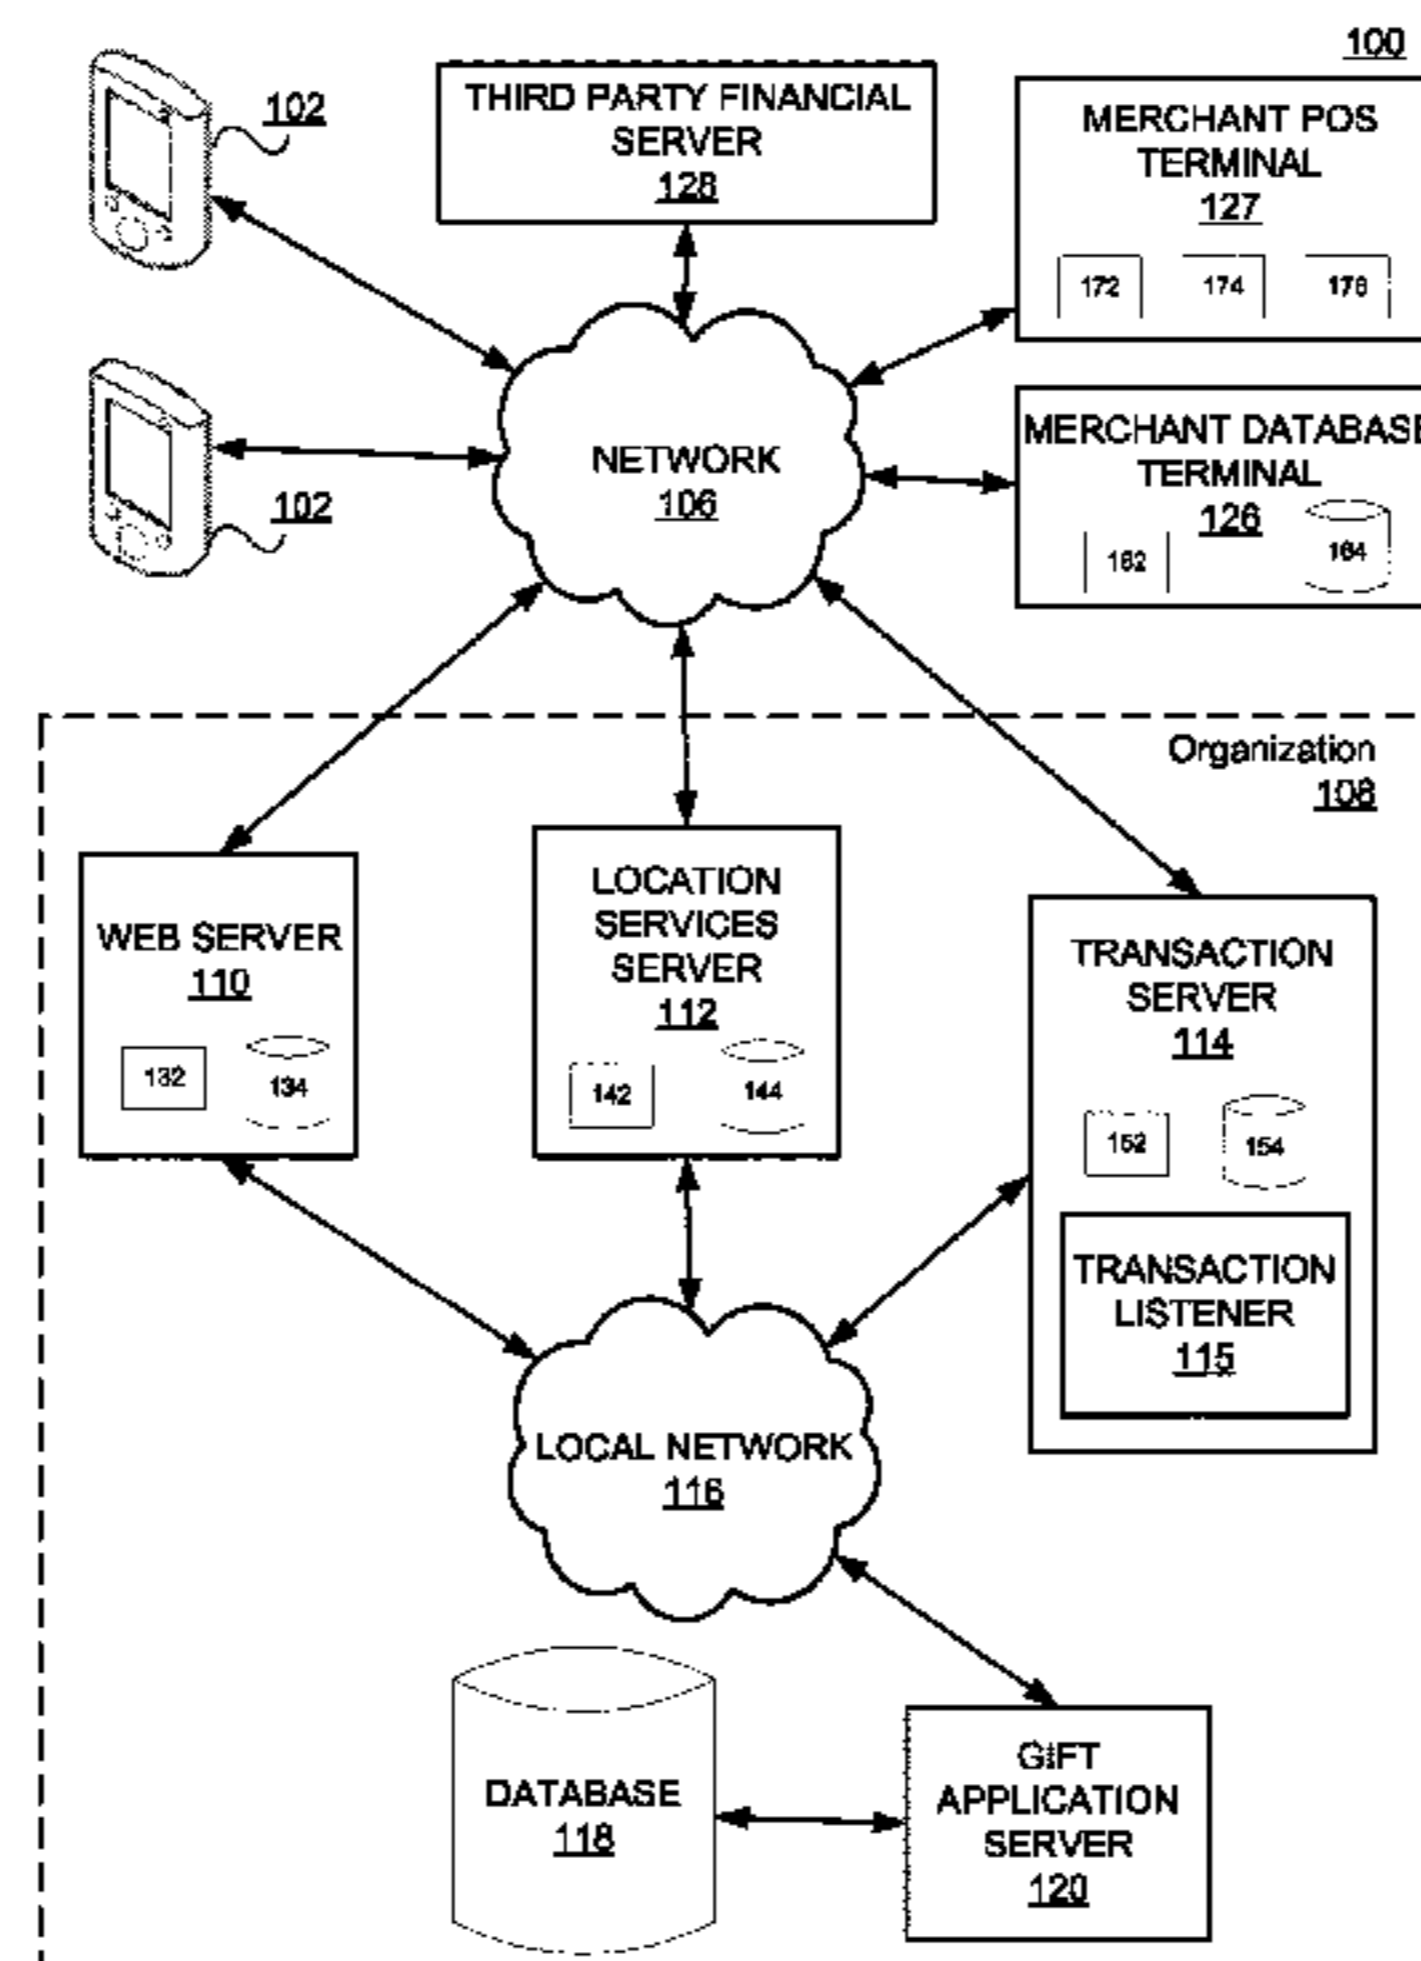 100
102
THIRD PARTY FINANCIAL
SERVER
128
MERCHANT POS
TERMINAL
127
172
174
176
102
NETWORK
106
MERCHANT DATABASE
TERMINAL
126
162
164
Organization
108
WEB SERVER
110
132
134
LOCATION
SERVICES
SERVER
112
142
144
TRANSACTION
SERVER
114
152
154
TRANSACTION
LISTENER
115
LOCAL NETWORK
116
DATABASE
118
GIFT
APPLICATION
SERVER
120